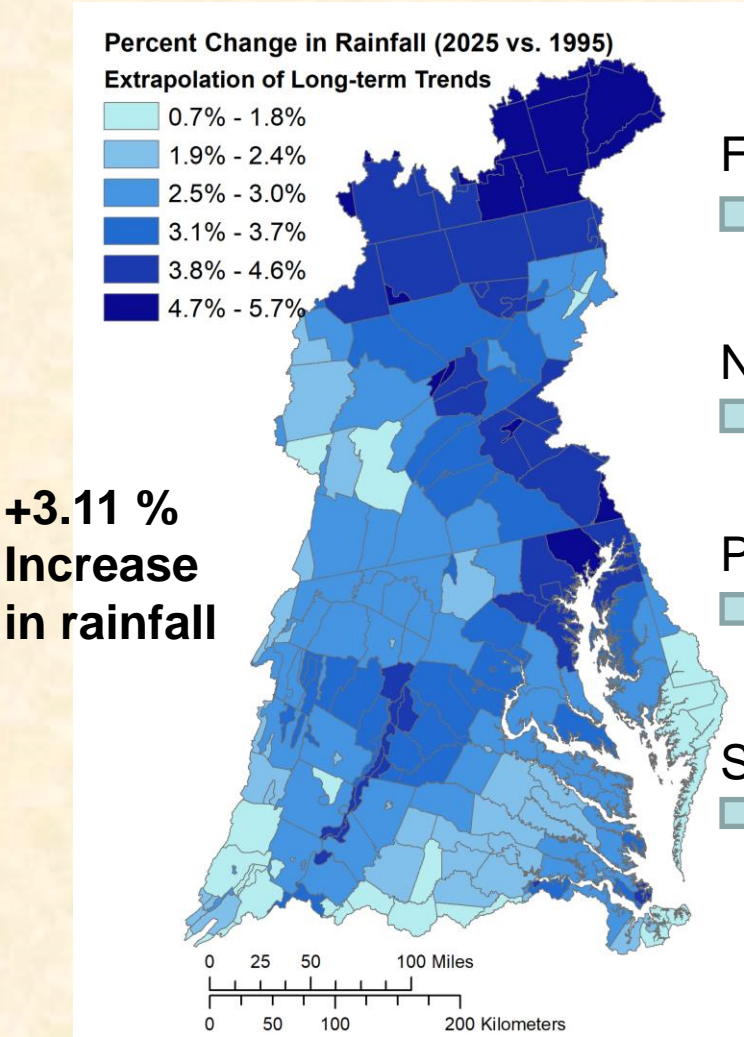 Percent Change in Rainfall (2025 vs. 1995)
Extrapolation of Long-term Trends
0.7% - 1.8%
1.9% - 2.4%
2.5% - 3.0%
3.1% - 3.7%
3.8% - 4.6%
4.7% - 5.7%
+3.11 %
Increase
in rainfall
F
N
P
S
0 25 50 100 Miles
0 50 100 200 Kilometers